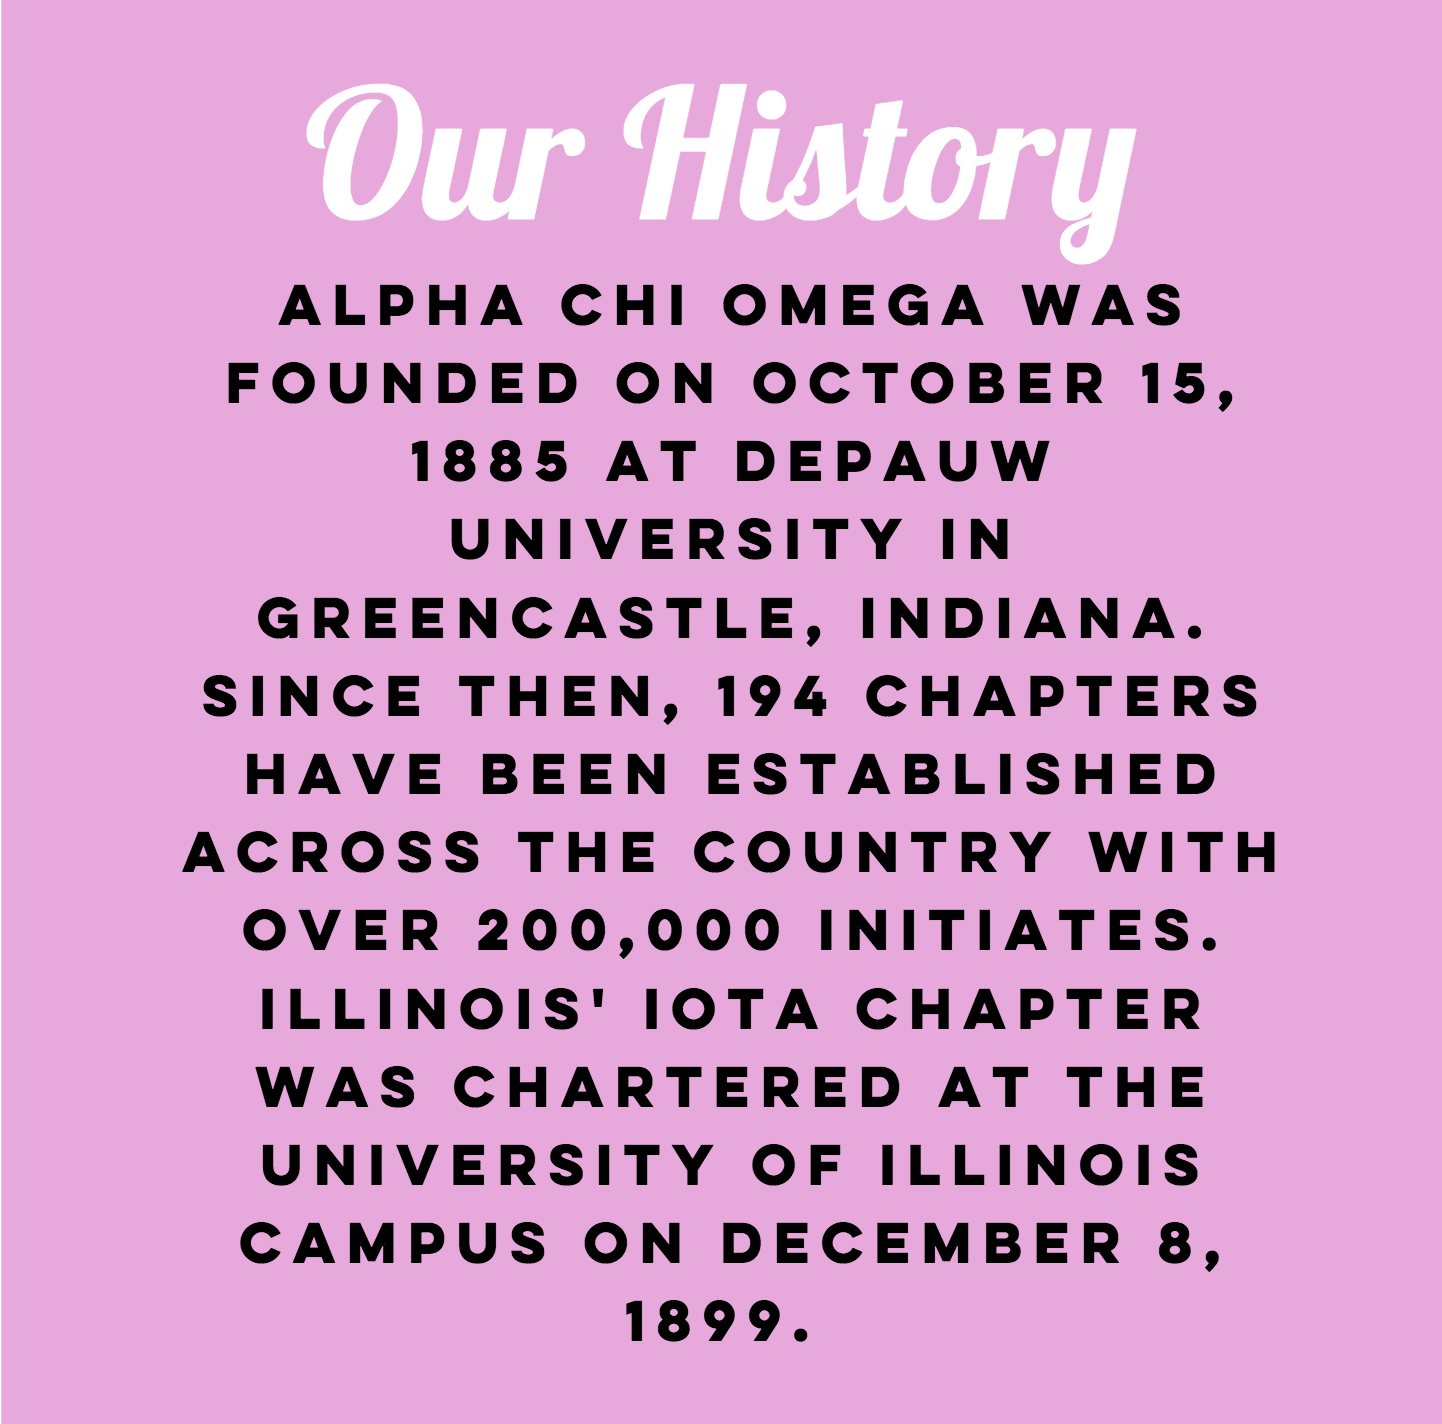 Our History
ALPHA CHI OMEGA WAS
FOUNDED ON OCTOBER 15,
1885 AT DEPAUW
UNIVERSITY IN
GREENCASTLE, INDIANA.
SINCE THEN, 194 CHAPTERS
HAVE BEEN ESTABLISHED
ACROSS THE COUNTRY WITH
OVER 200,000 INITIATES.
ILLINOIS' IOTA CHAPTER
WAS CHARTERED AT THE
UNIVERSITY OF ILLINOIS
CAMPUS ON DECEMBER 8,
1899.